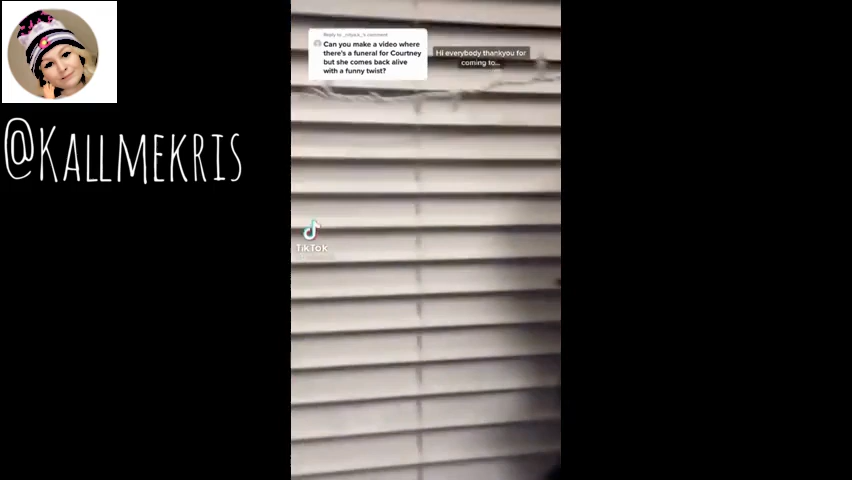 Can you make a video where
there's a funeral for Courtney
but she comes back alive
with a funny twist?
Hi everybody thankyou for
coming to...
@KALLMEKRIS
TikTok